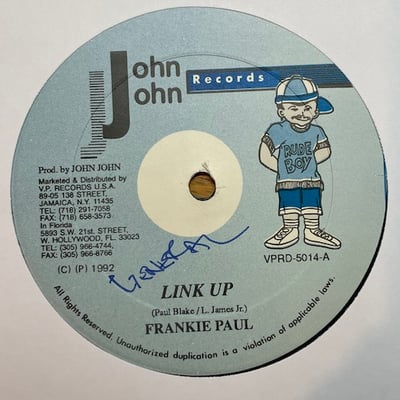 John
John
Records
RUDE
BOY
Prod. by JOHN JOHN
Marketed & Distributed by
V.P. RECORDS U.S.A.
89-05 138 STREET,
JAMAICA, N.Y. 11435
TEL: (718) 291-7058
FAX: (718) 658-3573
In Florida
5893 S.W. 21st. STREET,
W. HOLLYWOOD, FL. 33023
TEL: (305) 966-4744,
FAX: (305) 966-8766
(C) (P) 1992
VPRD-5014-A
GENERAL
LINK UP
(Paul Blake / L. James Jr.)
FRANKIE PAUL
All Rights Reserved. Unauthorized duplication is a violation of applicable laws.